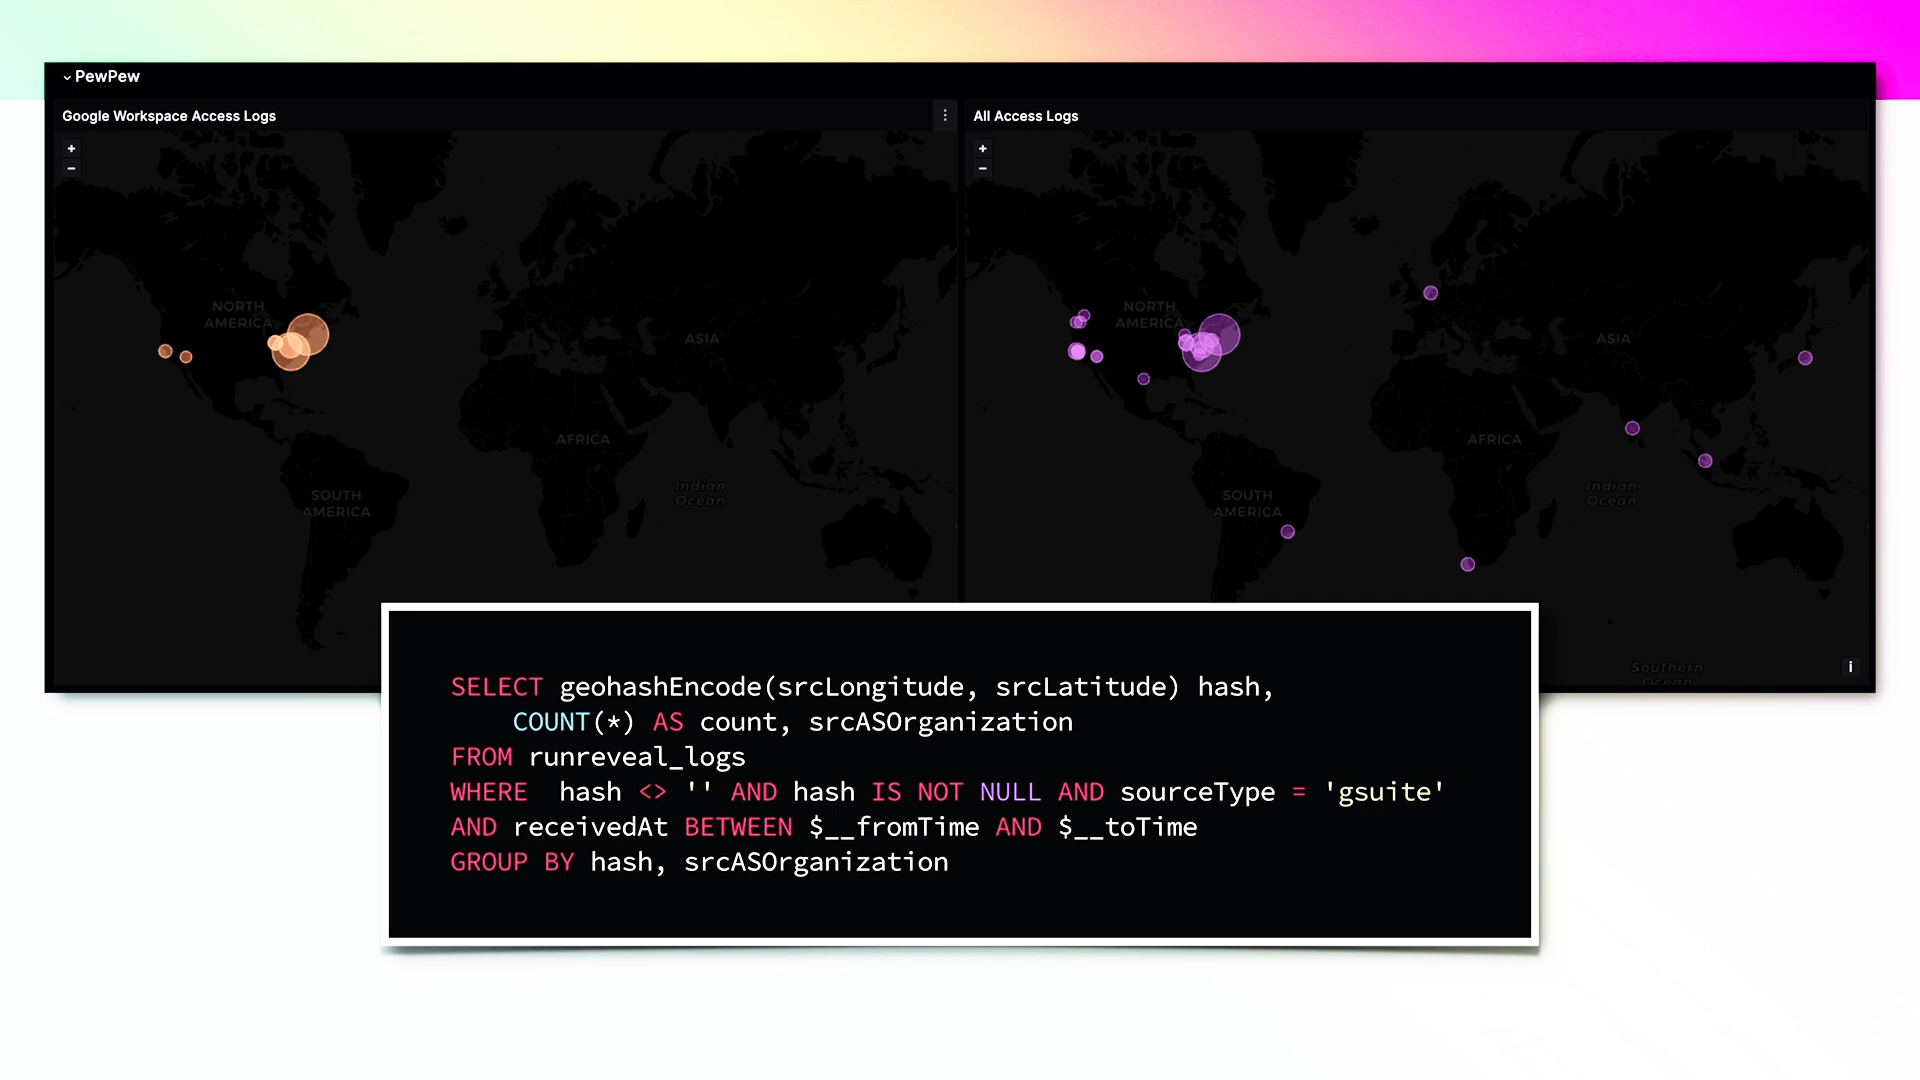 PewPew
Google Workspace Access Logs
+
−
NORTH
AMERICA
ASIA
AFRICA
SOUTH
AMERICA
Indian
Ocean
All Access Logs
+
−
NORTH
AMERICA
ASIA
AFRICA
SOUTH
AMERICA
Indian
Ocean
Southern
Ocean
i
SELECT geohashEncode(srcLongitude, srcLatitude) hash,
COUNT(*) AS count, srcASOrganization
FROM runreveal_logs
WHERE  hash <> '' AND hash IS NOT NULL AND sourceType = 'gsuite'
AND receivedAt BETWEEN $__fromTime AND $__toTime
GROUP BY hash, srcASOrganization